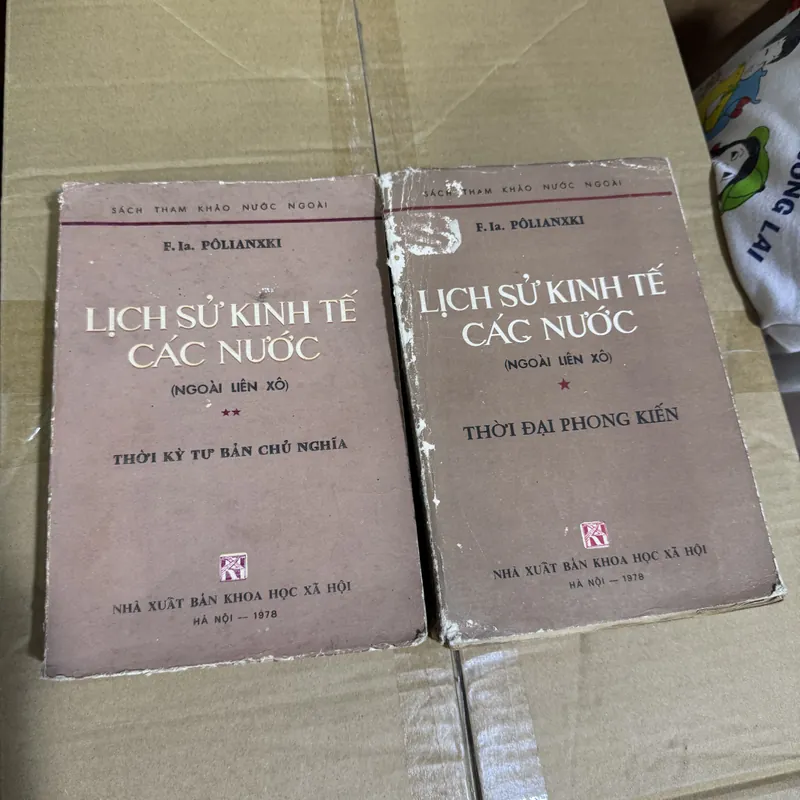 SÁCH THAM KHẢO NƯỚC NGOÀI
F. Ia. PÔLIANXKI
LỊCH SỬ KINH TẾ
CÁC NƯỚC
(NGOÀI LIÊN XÔ)
★★
THỜI KỲ TƯ BẢN CHỦ NGHĨA
NHÀ XUẤT BẢN KHOA HỌC XÃ HỘI
HÀ NỘI — 1978
SÁCH THAM KHẢO NƯỚC NGOÀI
F. Ia. PÔLIANXKI
LỊCH SỬ KINH TẾ
CÁC NƯỚC
(NGOÀI LIÊN XÔ)
★
THỜI ĐẠI PHONG KIẾN
NHÀ XUẤT BẢN KHOA HỌC XÃ HỘI
HÀ NỘI — 1978
LAI